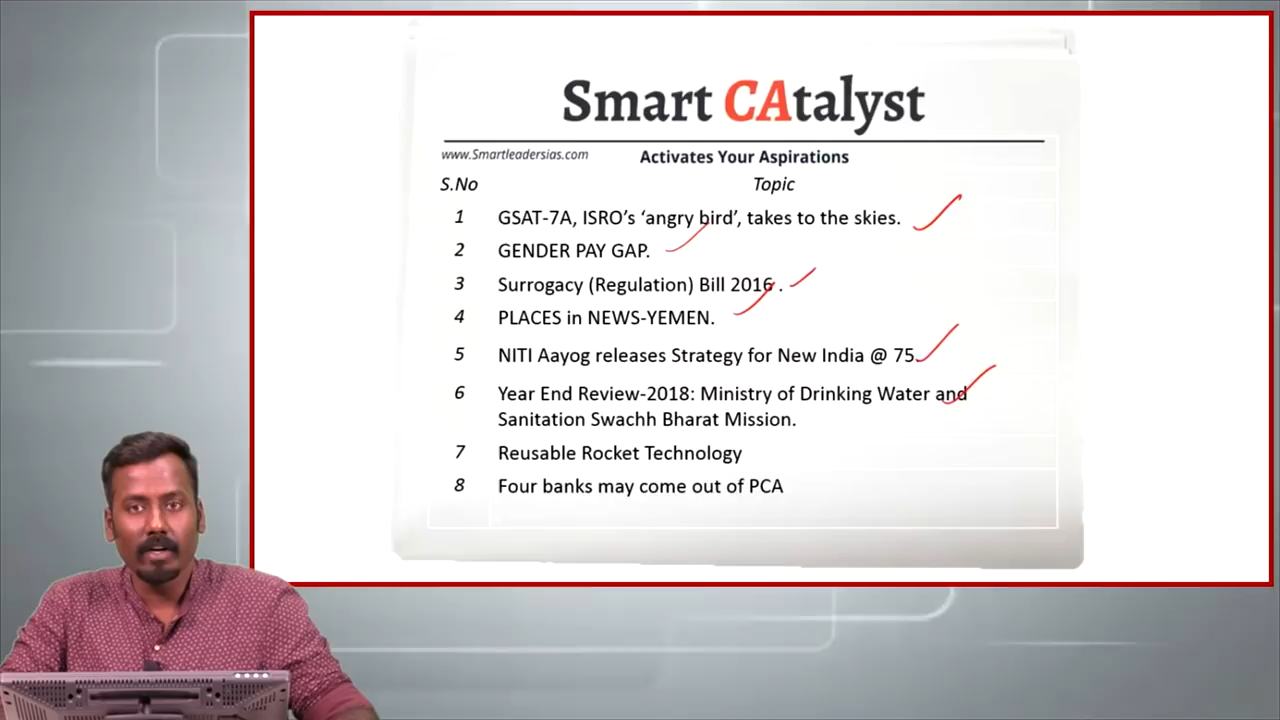 Smart CAtalyst
www.Smartleadersias.com Activates Your Aspirations
S.No Topic
1 GSAT-7A, ISRO’s ‘angry bird’, takes to the skies.
2 GENDER PAY GAP.
3 Surrogacy (Regulation) Bill 2016 .
4 PLACES in NEWS-YEMEN.
5 NITI Aayog releases Strategy for New India @ 75.
6 Year End Review-2018: Ministry of Drinking Water and
Sanitation Swachh Bharat Mission.
7 Reusable Rocket Technology
8 Four banks may come out of PCA